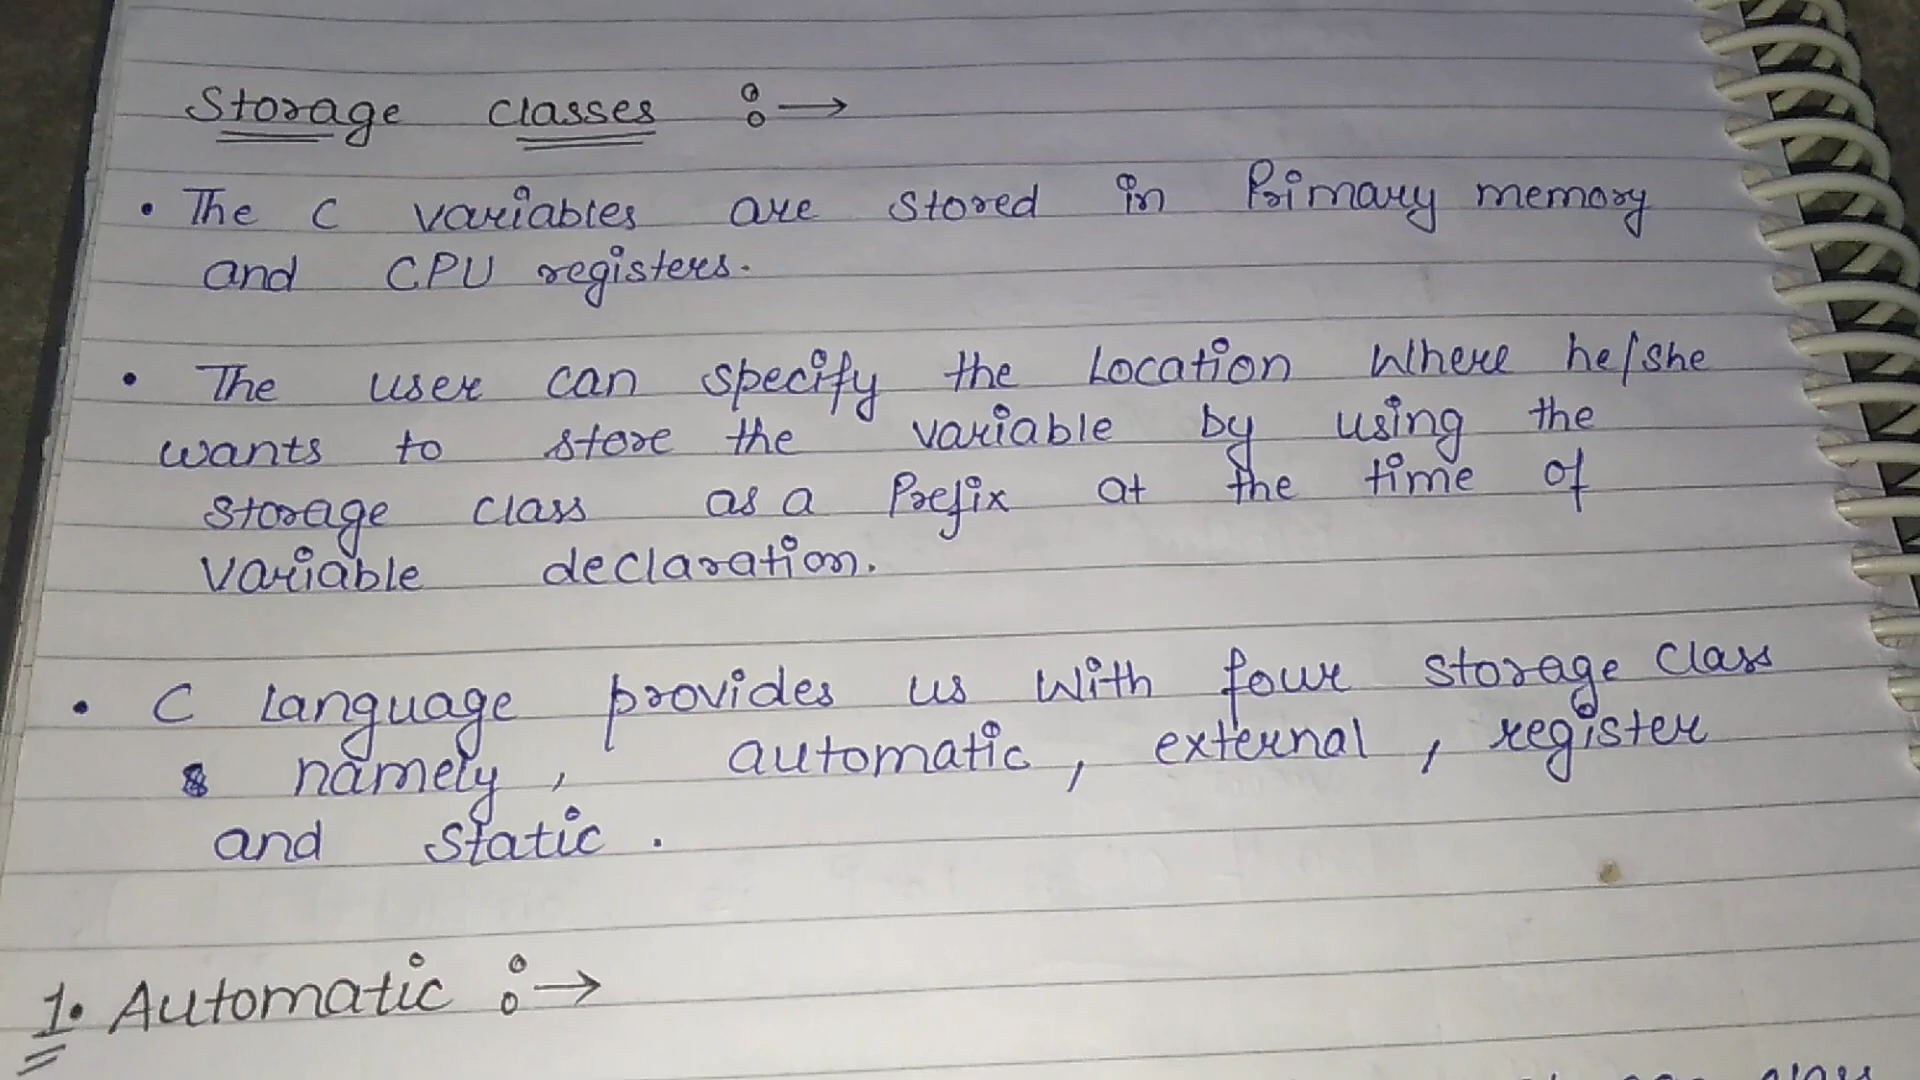 Storage classes :→
• The C variables are stored in Primary memory
and CPU registers.
• The user can specify the Location Where he/she
wants to store the variable by using the
storage class as a Prefix at the time of
Variable declaration.
• C Language provides us With four storage Class
namely, automatic, external, register
and static.
1. Automatic :→
class